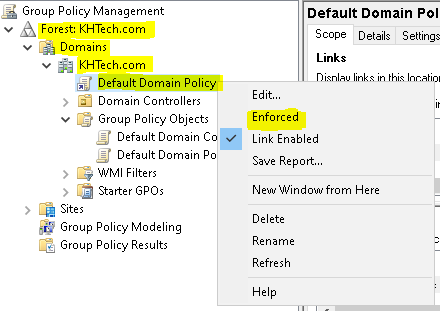 Group Policy Management
Forest: KHTech.com
Domains
KHTech.com
Default Domain Policy
Domain Controllers
Group Policy Objects
Default Domain Co
Default Domain Po
WMI Filters
Starter GPOs
Sites
Group Policy Modeling
Group Policy Results
Default Domain Pol
Scope Details Settings
Links
Display links in this location
Edit...
Enforced
Link Enabled
Save Report...
New Window from Here
Delete
Rename
Refresh
Help